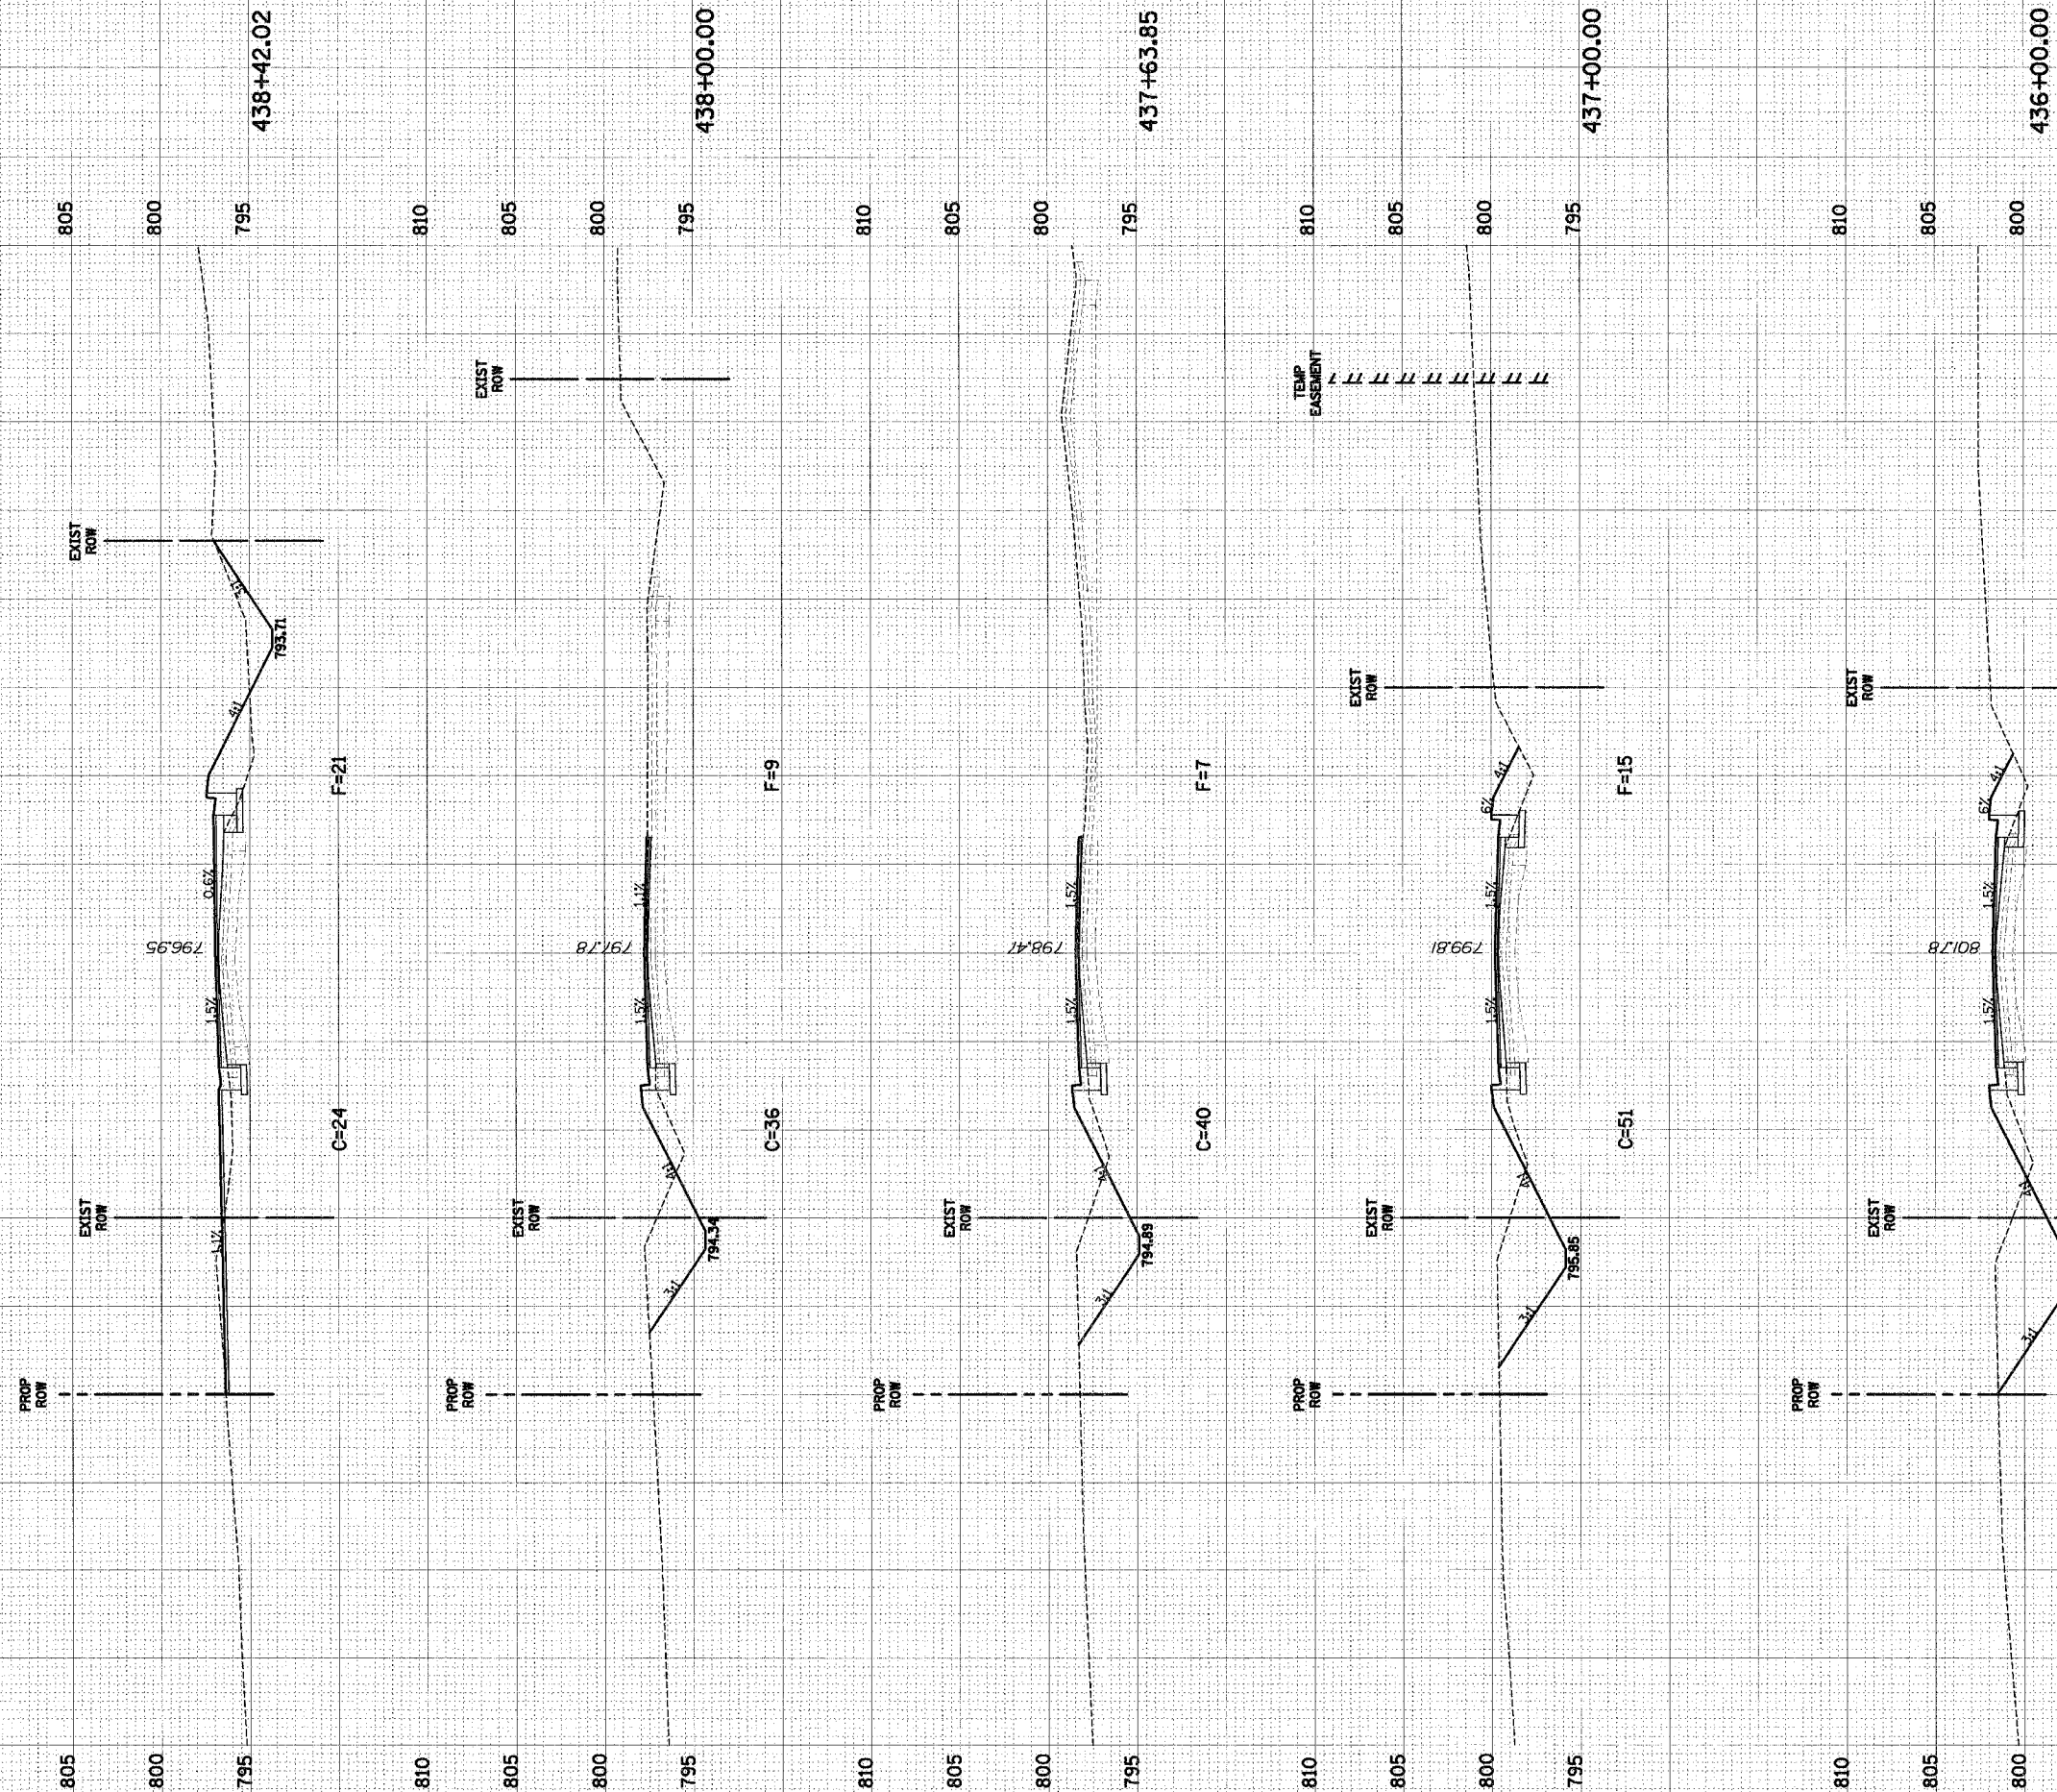 438+42.02
805
800
795
EXIST
ROW
3:1
793.71
4:1
F=21
0.6%
796.95
1.5%
C=24
EXIST
ROW
1.1%
PROP
ROW
805
800
795
438+00.00
810
805
800
795
EXIST
ROW
F=9
1.1%
797.78
1.5%
C=36
4:1
EXIST
ROW
794.34
3:1
PROP
ROW
810
805
800
795
437+63.85
810
805
800
795
F=7
1.5%
798.47
1.5%
C=40
4:1
EXIST
ROW
794.89
3:1
PROP
ROW
810
805
800
795
437+00.00
810
805
800
795
TEMP
EASEMENT
EXIST
ROW
4:1
6%
F=15
1.5%
799.81
1.5%
C=51
4:1
EXIST
ROW
795.85
3:1
PROP
ROW
810
805
800
795
436+00.00
810
805
800
EXIST
ROW
4:1
6%
1.5%
801.78
1.5%
4:1
EXIST
ROW
3:1
PROP
ROW
810
805
800